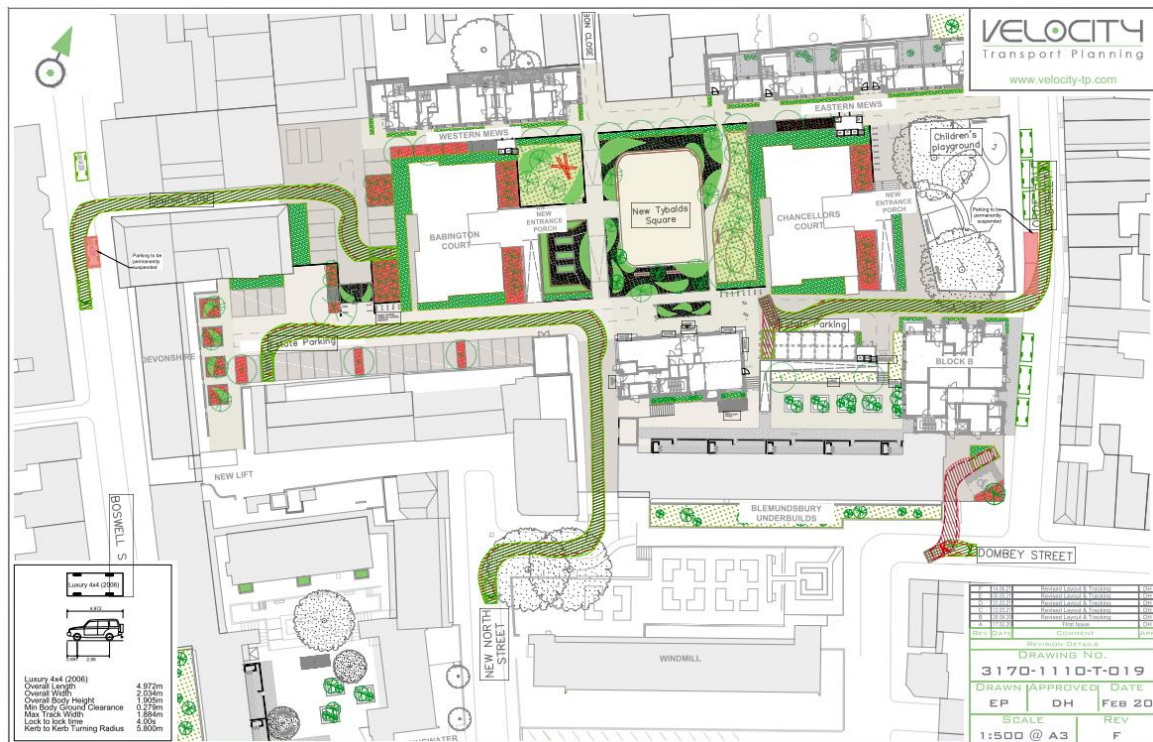 VELOCITY
Transport Planning
www.velocity-tp.com
WESTERN MEWS
EASTERN MEWS
Children's
playground
Parking to be
permanently
suspended
NEW
ENTRANCE
PORCH
BABINGTON
COURT
New Tybalds
Square
CHANCELLORS
COURT
NEW
ENTRANCE
PORCH
Parking to be
permanently
suspended
DEVONSHIRE
BLOCK B
NEW LIFT
BOSWELL S
BLEMUNDSBURY
UNDERBUILDS
DOMBEY STREET
NEW NORTH
STREET
WINDMILL
Luxury 4x4 (2006)
4.972
Luxury 4x4 (2006)
Overall Length 4.972m
Overall Width 2.034m
Overall Body Height 1.905m
Min Body Ground Clearance 0.279m
Max Track Width 1.884m
Lock to lock time 4.00s
Kerb to Kerb Turning Radius 5.800m
Revised Layout & Tracking DH
Revised Layout & Tracking DH
Revised Layout & Tracking DH
Revised Layout & Tracking DH
Revised Layout & Tracking DH
A First Issue DH
REV DATE COMMENT
REVISION DETAILS
DRAWING NO.
3170-1110-T-019
DRAWN APPROVED DATE
EP DH FEB 20
SCALE REV
1:500 @ A3 F